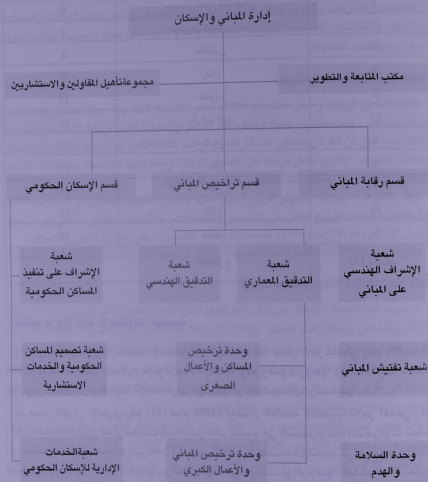 إدارة المباني والإسكان
مكتب المتابعة والتطوير
مجموعة تأهيل المقاولين والاستشاريين
قسم رقابة المباني
قسم تراخيص المباني
قسم الإسكان الحكومي
شعبة
الإشراف الهندسي
على المباني
شعبة
التدقيق المعماري
شعبة
التدقيق الهندسي
شعبة
الإشراف على تنفيذ
المساكن الحكومية
شعبة تفتيش المباني
وحدة ترخيص
المساكن والأعمال
الصغرى
شعبة تصميم المساكن
الحكومية والخدمات
الاستشارية
وحدة السلامة
و الهدم
وحدة ترخيص المباني
والأعمال الكبري
شعبة الخدمات
الإدارية للإسكان الحكومي